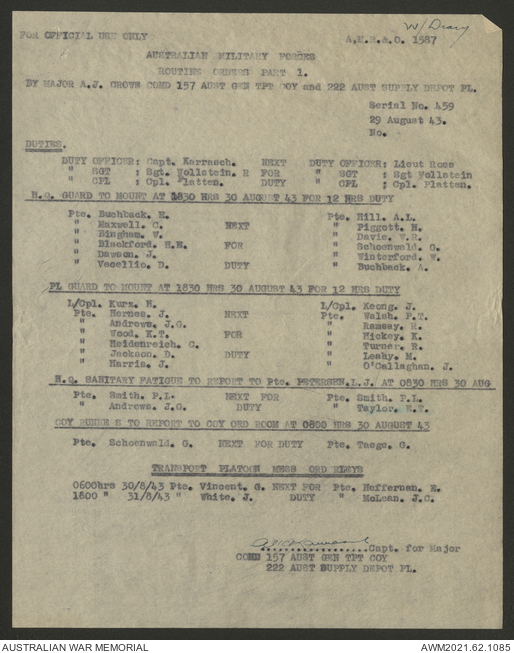 W/Diary
FOR OFFICIAL USE ONLY A.M.M.& O. 1587
AUSTRALIAN MILITARY FORCES
ROUTINE ORDERS PART 1.
BY MAJOR A.J. CROWE COMD 157 AUST GEN TPT COY and 222 AUST SUPPLY DEPOT PL.
Serial No. 459
29 August 43.
No.
DUTIES.
DUTY OFFICER: Capt. Karrasch. NEXT DUTY OFFICER: Lieut Ross
" SGT : Sgt. Wollstein. R FOR " SGT : Sgt Wollstein
" CPL : Cpl. Platten. DUTY " CPL : Cpl. Platten.
H.Q. GUARD TO MOUNT AT 1830 HRS 30 AUGUST 43 FOR 12 HRS DUTY
Pte. Buchback. E. Pte. Hill. A.L.
" Maxwell. C. NEXT " Piggott. H.
" Bingham. W. " Davis. W.R.
" Blackford. H.H. FOR " Schoenwald. G.
" Dawson. J. " Winterford. W.
" Vecellio. D. DUTY " Buchback. A.
PL GUARD TO MOUNT AT 1830 HRS 30 AUGUST 43 FOR 12 HRS DUTY
L/Cpl. Kurz. H. L/Cpl. Keong. J.
Pte. Hernes. J. NEXT Pte. Walsh. P.T.
" Andrews. J.G. " Ramsay. R.
" Wood. K.T. FOR " Hickey. K.
" Heidenreich. C. " Turner. R.
" Jackson. D. DUTY " Leahy. M.
" Harris. J. " O'Callaghan. J.
H.Q. SANITARY FATIGUE TO REPORT TO Pte. PETERSEN.L.J. AT 0830 HRS 30 AUG
Pte. Smith. P.L. NEXT FOR Pte. Smith. P.L.
" Andrews. J.G. DUTY " Taylor. W.T.
COY RUNNE S TO REPORT TO COY ORD ROOM AT 0800 HRS 30 AUGUST 43
Pte. Schoenwald. G. NEXT FOR DUTY Pte. Taege. G.
TRANSPORT PLATOON MESS ORD RLEYS
0600hrs 30/8/43 Pte. Vincent. G. NEXT FOR Pte. Heffernan. E.
1800 " 31/8/43 " White. J. DUTY " McLean. J.C.
Capt. for Major
COMD 157 AUST GEN TPT COY
222 AUST SUPPLY DEPOT PL.
AUSTRALIAN WAR MEMORIAL AWM2021.62.1085